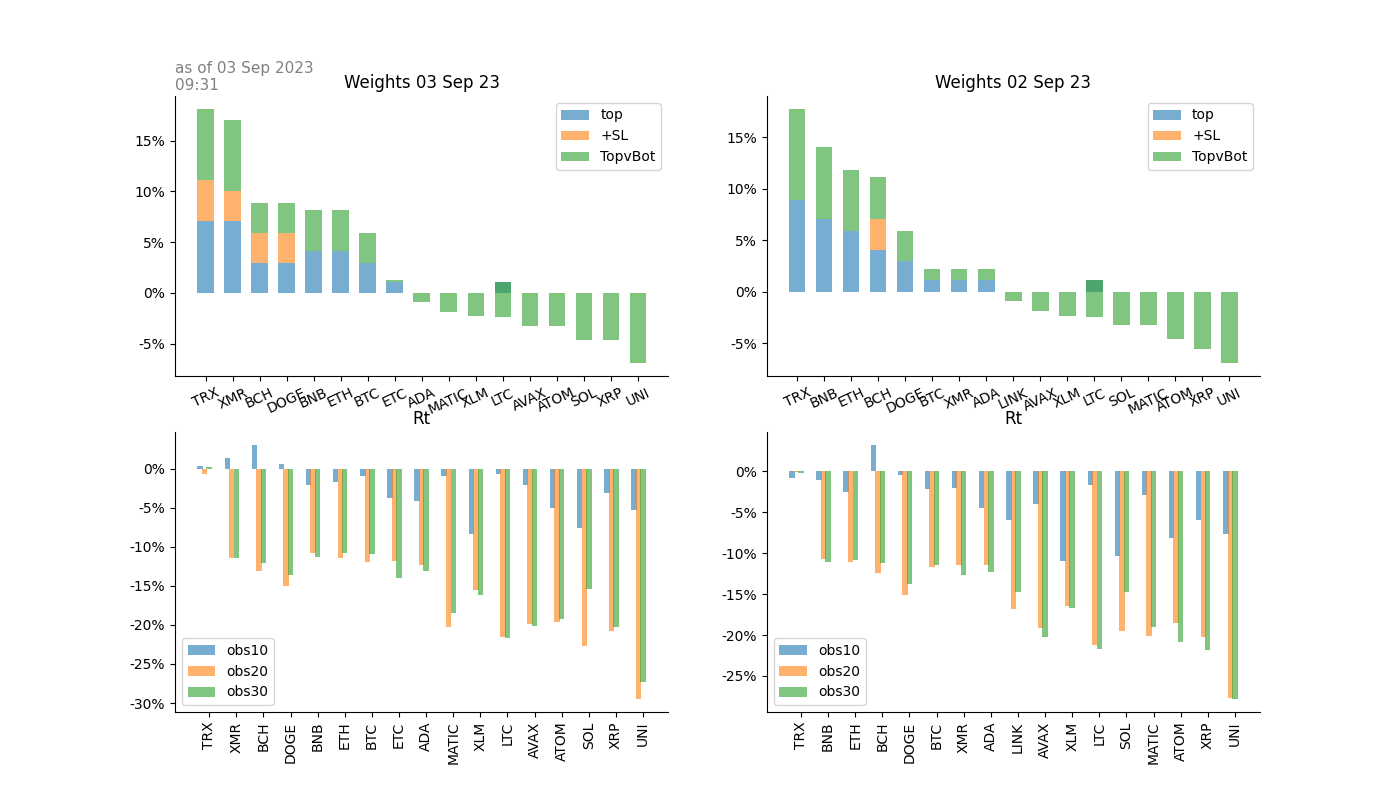 as of 03 Sep 2023
09:31
Weights 03 Sep 23
15%
10%
5%
0%
-5%
top
+SL
TopvBot
TRX XMR BCH DOGE BNB ETH BTC ETC ADA MATIC XLM LTC AVAX ATOM SOL XRP UNI
Weights 02 Sep 23
15%
10%
5%
0%
-5%
top
+SL
TopvBot
TRX BNB ETH BCH DOGE BTC XMR ADA LINK AVAX XLM LTC SOL MATIC ATOM XRP UNI
Rt
0%
-5%
-10%
-15%
-20%
-25%
-30%
obs10
obs20
obs30
TRX XMR BCH DOGE BNB ETH BTC ETC ADA MATIC XLM LTC AVAX ATOM SOL XRP UNI
Rt
0%
-5%
-10%
-15%
-20%
-25%
obs10
obs20
obs30
TRX BNB ETH BCH DOGE BTC XMR ADA LINK AVAX XLM LTC SOL MATIC ATOM XRP UNI